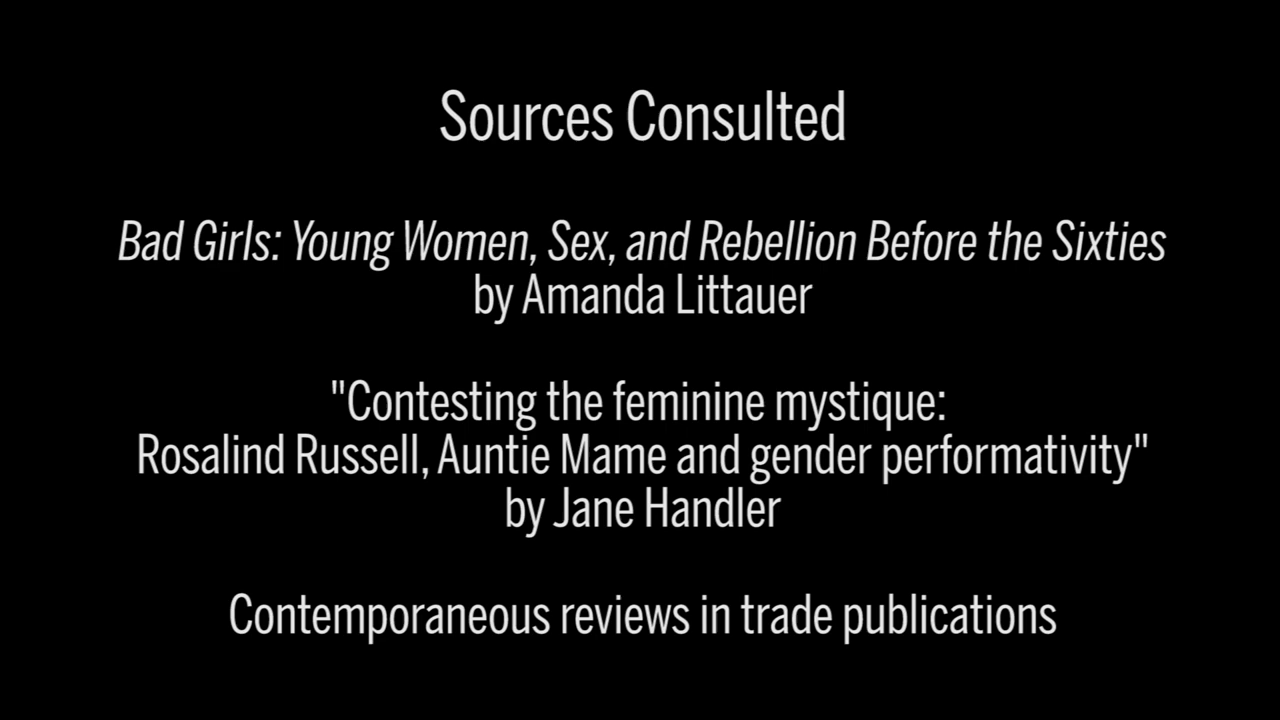 Sources Consulted
Bad Girls: Young Women, Sex, and Rebellion Before the Sixties
by Amanda Littauer
"Contesting the feminine mystique:
Rosalind Russell, Auntie Mame and gender performativity"
by Jane Handler
Contemporaneous reviews in trade publications